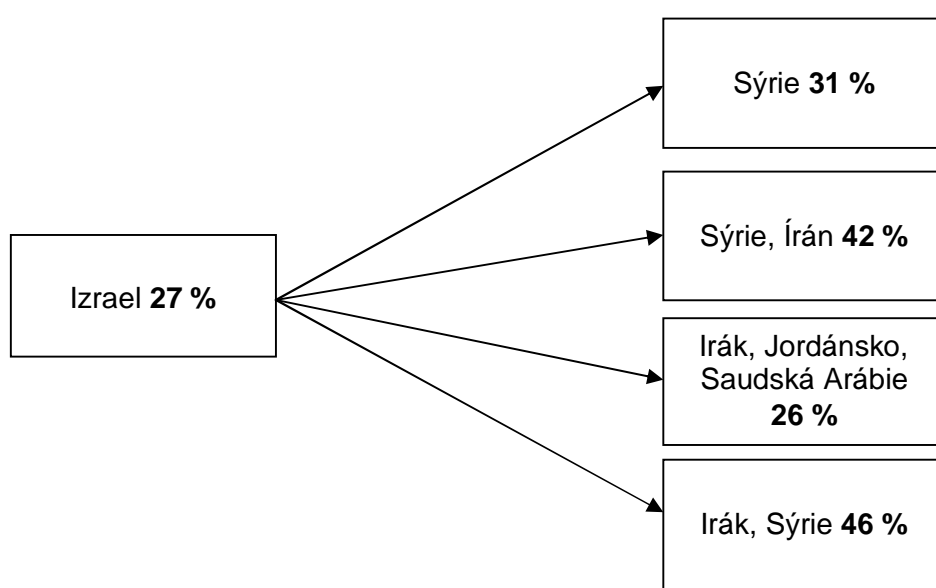 Sýrie 31 %
Sýrie, Írán 42 %
Izrael 27 %
Irák, Jordánsko,
Saudská Arábie
26 %
Irák, Sýrie 46 %